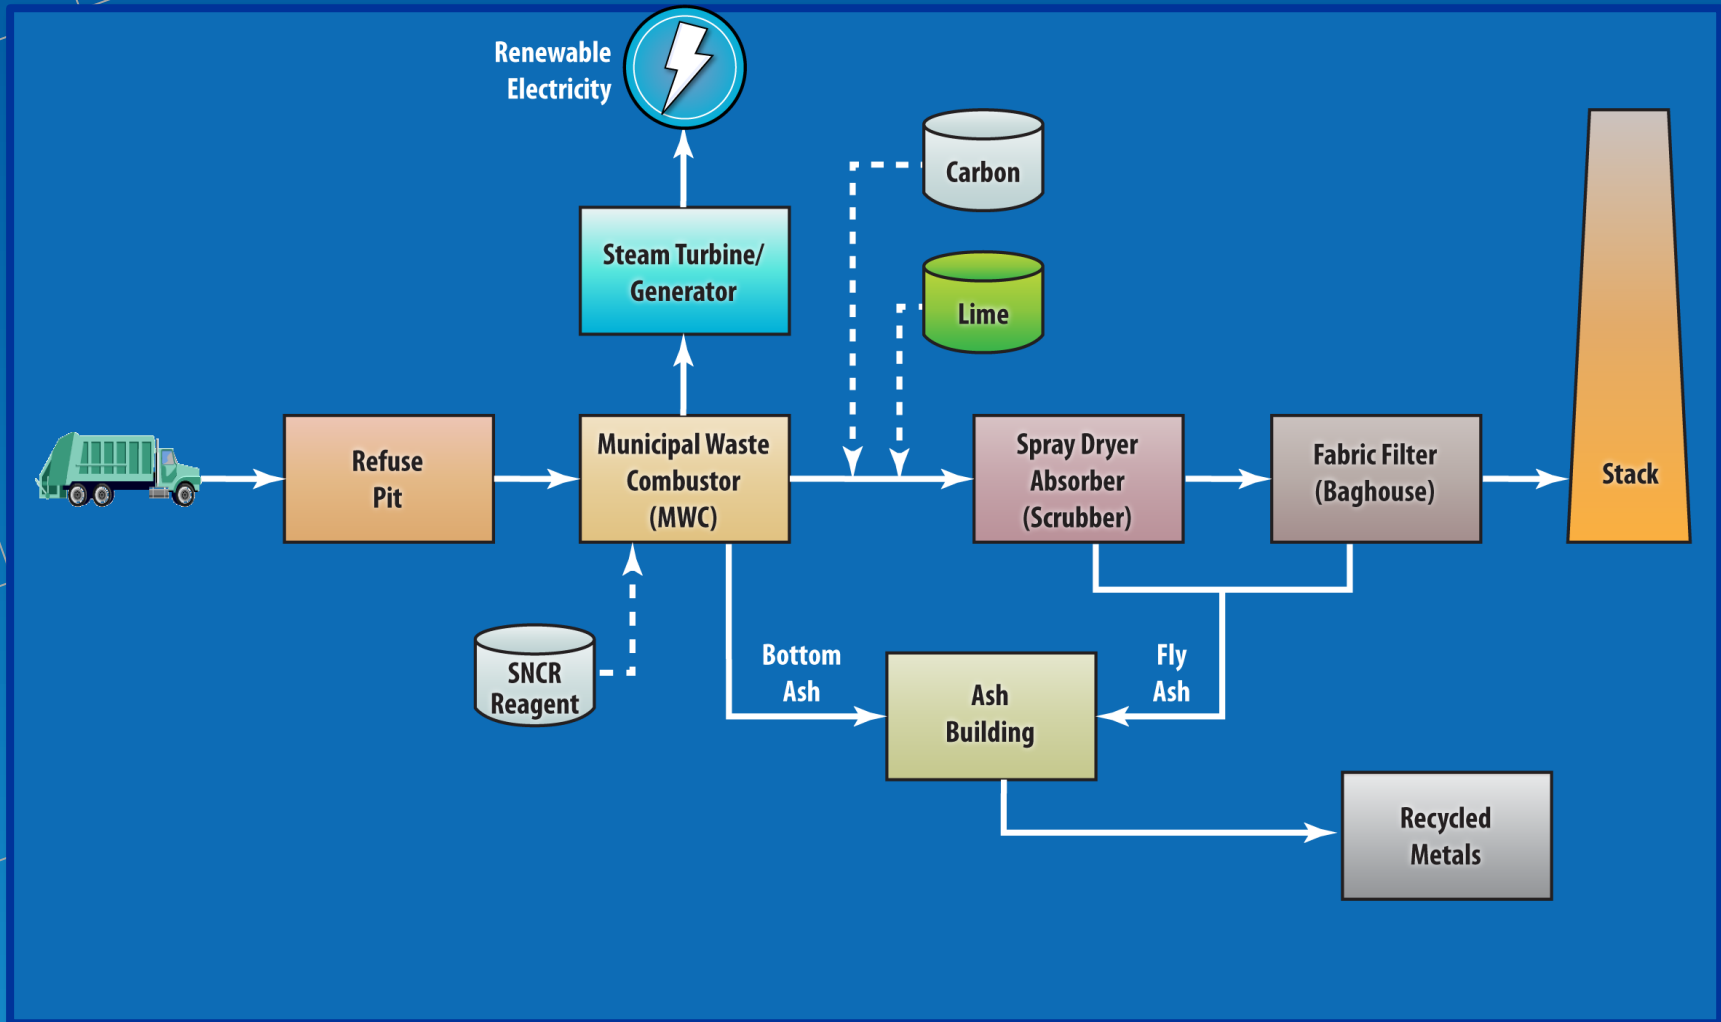 Renewable
Electricity
Carbon
Steam Turbine/
Generator
Lime
Refuse
Pit
Municipal Waste
Combustor
(MWC)
Spray Dryer
Absorber
(Scrubber)
Fabric Filter
(Baghouse)
Stack
SNCR
Reagent
Bottom
Ash
Ash
Building
Fly
Ash
Recycled
Metals